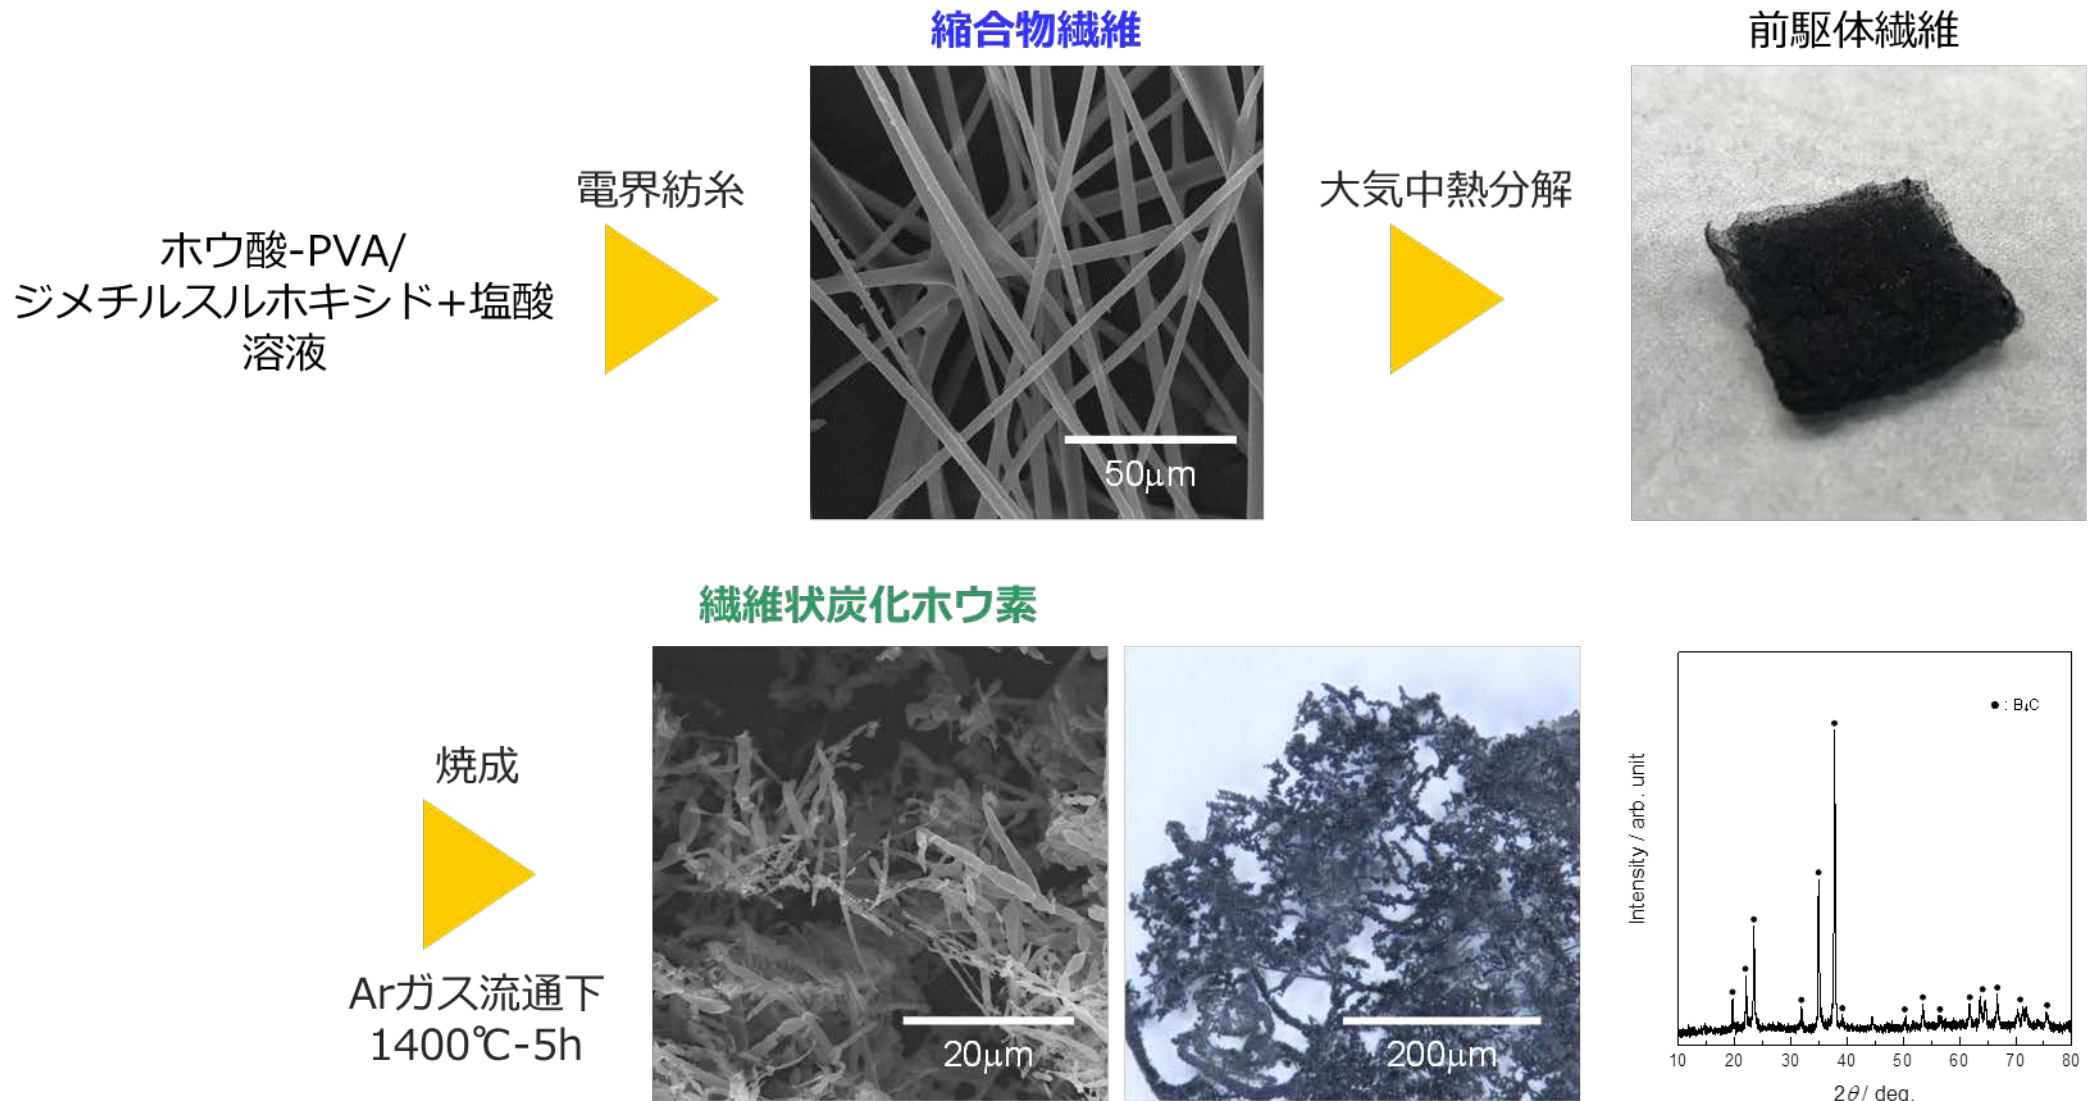 縮合物繊維
前駆体繊維
電界紡糸
大気中熱分解
ホウ酸-PVA/
ジメチルスルホキシド+塩酸
溶液
50μm
繊維状炭化ホウ素
焼成
Arガス流通下
1400℃-5h
20μm
200μm
● : B₄C
Intensity / arb. unit
10 20 30 40 50 60 70 80
2θ / deg.